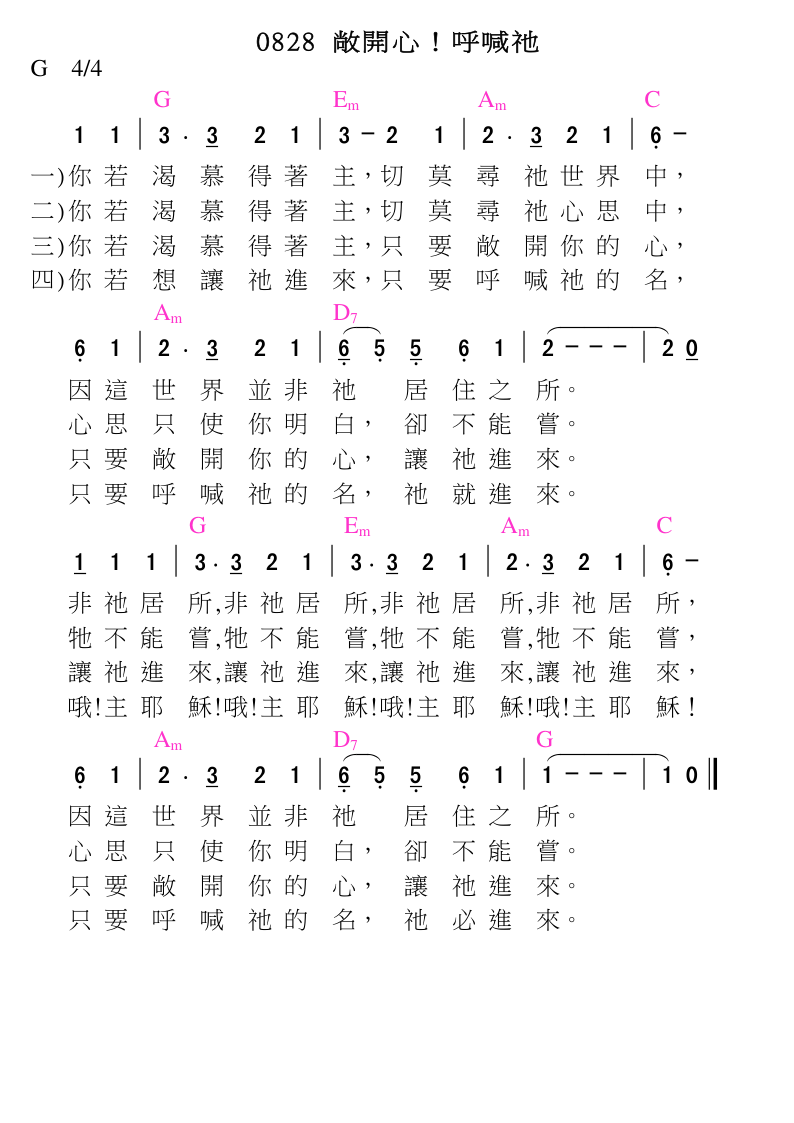 0828 敞開心！呼喊祂
G 4/4
G Em Am C
1 1 | 3 · 3 2 1 | 3 – 2 1 | 2 · 3 2 1 | 6 –
一)你若 渴慕得著 主，切莫 尋祂世界 中，
二)你若 渴慕得著 主，切莫 尋祂心思 中，
三)你若 渴慕得著 主，只要 敞開你的 心，
四)你若 想讓祂進 來，只要 呼喊祂的 名，
Am D7
6 1 | 2 · 3 2 1 | 6 5 5 6 1 | 2 – – – | 2 0
因這 世界並非 祂 居住之 所。
心思 只使你明 白， 卻不能 嘗。
只要 敞開你的 心， 讓祂進 來。
只要 呼喊祂的 名， 祂就進 來。
G Em Am C
1 1 1 | 3 · 3 2 1 | 3 · 3 2 1 | 2 · 3 2 1 | 6 –
非祂居 所,非祂居 所,非祂居 所,非祂居 所，
牠不能 嘗,牠不能 嘗,牠不能 嘗,牠不能 嘗，
讓祂進 來,讓祂進 來,讓祂進 來,讓祂進 來，
哦!主耶 穌!哦!主耶 穌!哦!主耶 穌!哦!主耶 穌！
Am D7 G
6 1 | 2 · 3 2 1 | 6 5 5 6 1 | 1 – – – | 1 0 ‖
因這 世界並非 祂 居住之 所。
心思 只使你明 白， 卻不能 嘗。
只要 敞開你的 心， 讓祂進 來。
只要 呼喊祂的 名， 祂必進 來。